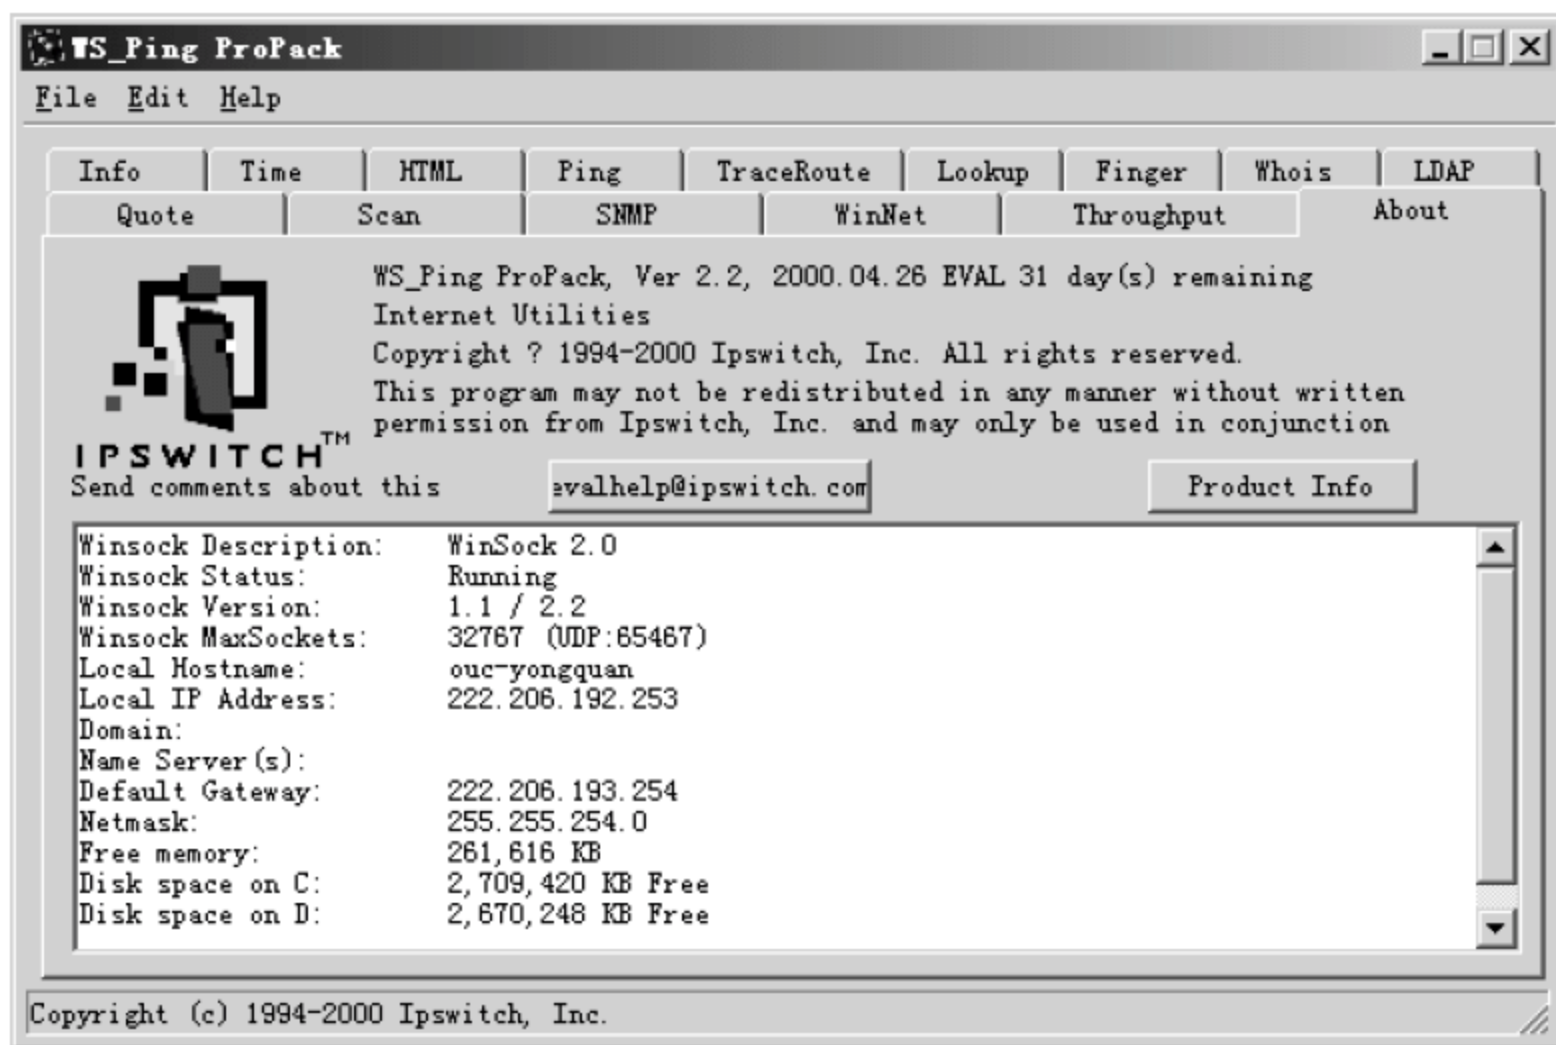 WS_Ping ProPack
File Edit Help
Info Time HTML Ping TraceRoute Lookup Finger Whois LDAP
Quote Scan SNMP WinNet Throughput About
WS_Ping ProPack, Ver 2.2, 2000.04.26 EVAL 31 day(s) remaining
Internet Utilities
Copyright ? 1994-2000 Ipswitch, Inc. All rights reserved.
This program may not be redistributed in any manner without written
permission from Ipswitch, Inc. and may only be used in conjunction
IPSWITCH™
Send comments about this evalhelp@ipswitch.com Product Info
Winsock Description: WinSock 2.0
Winsock Status: Running
Winsock Version: 1.1 / 2.2
Winsock MaxSockets: 32767 (UDP:65467)
Local Hostname: ouc-yongquan
Local IP Address: 222.206.192.253
Domain:
Name Server(s):
Default Gateway: 222.206.193.254
Netmask: 255.255.254.0
Free memory: 261,616 KB
Disk space on C: 2,709,420 KB Free
Disk space on D: 2,670,248 KB Free
Copyright (c) 1994-2000 Ipswitch, Inc.